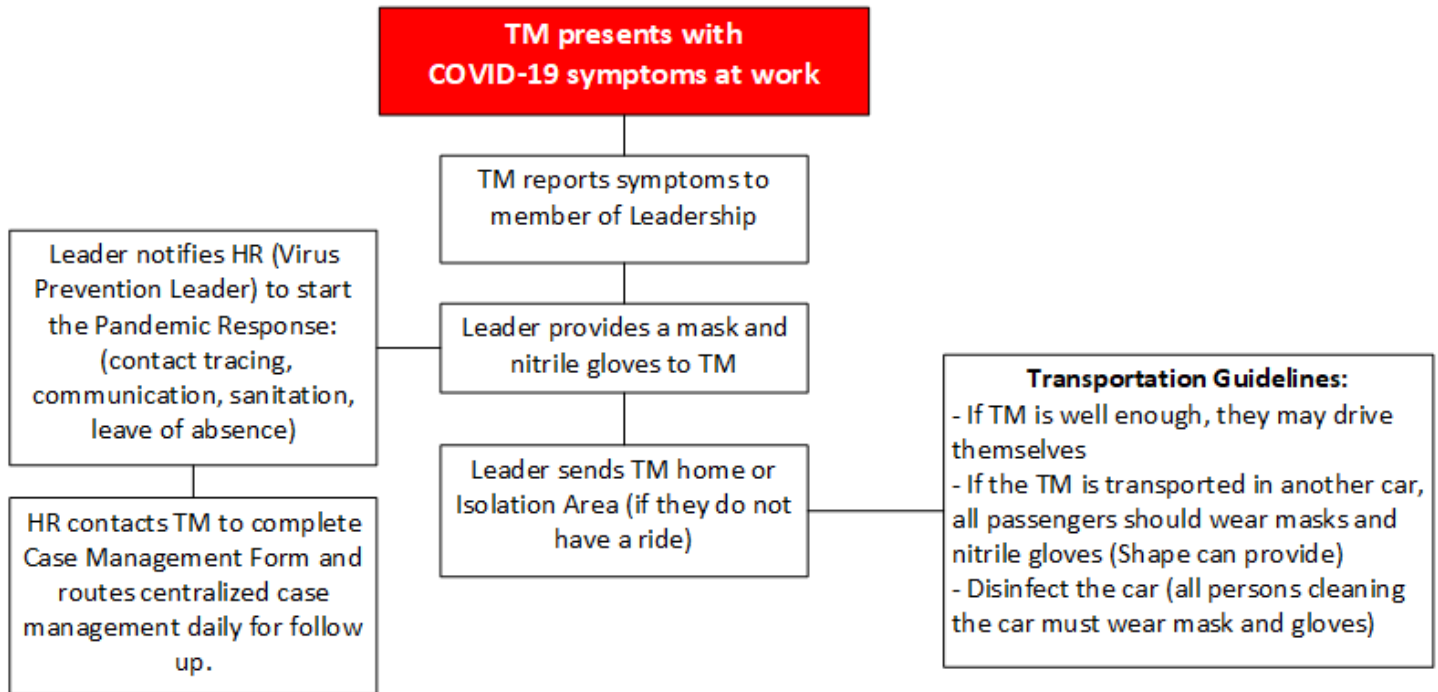 TM presents with
COVID-19 symptoms at work
TM reports symptoms to
member of Leadership
Leader notifies HR (Virus
Prevention Leader) to start
the Pandemic Response:
(contact tracing,
communication, sanitation,
leave of absence)
Leader provides a mask and
nitrile gloves to TM
HR contacts TM to complete
Case Management Form and
routes centralized case
management daily for follow
up.
Leader sends TM home or
Isolation Area (if they do not
have a ride)
Transportation Guidelines:
- If TM is well enough, they may drive
themselves
- If the TM is transported in another car,
all passengers should wear masks and
nitrile gloves (Shape can provide)
- Disinfect the car (all persons cleaning
the car must wear mask and gloves)